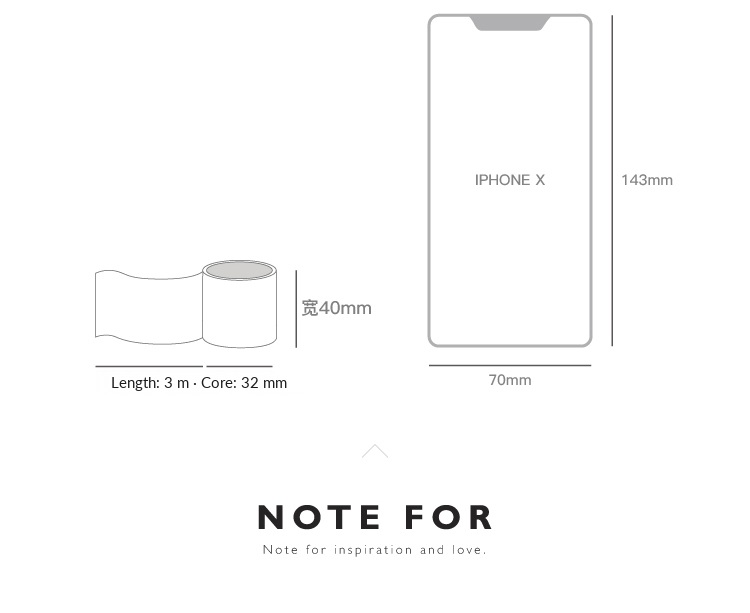 IPHONE X
143mm
宽40mm
Length: 3 m · Core: 32 mm
70mm
NOTE FOR
Note for inspiration and love.